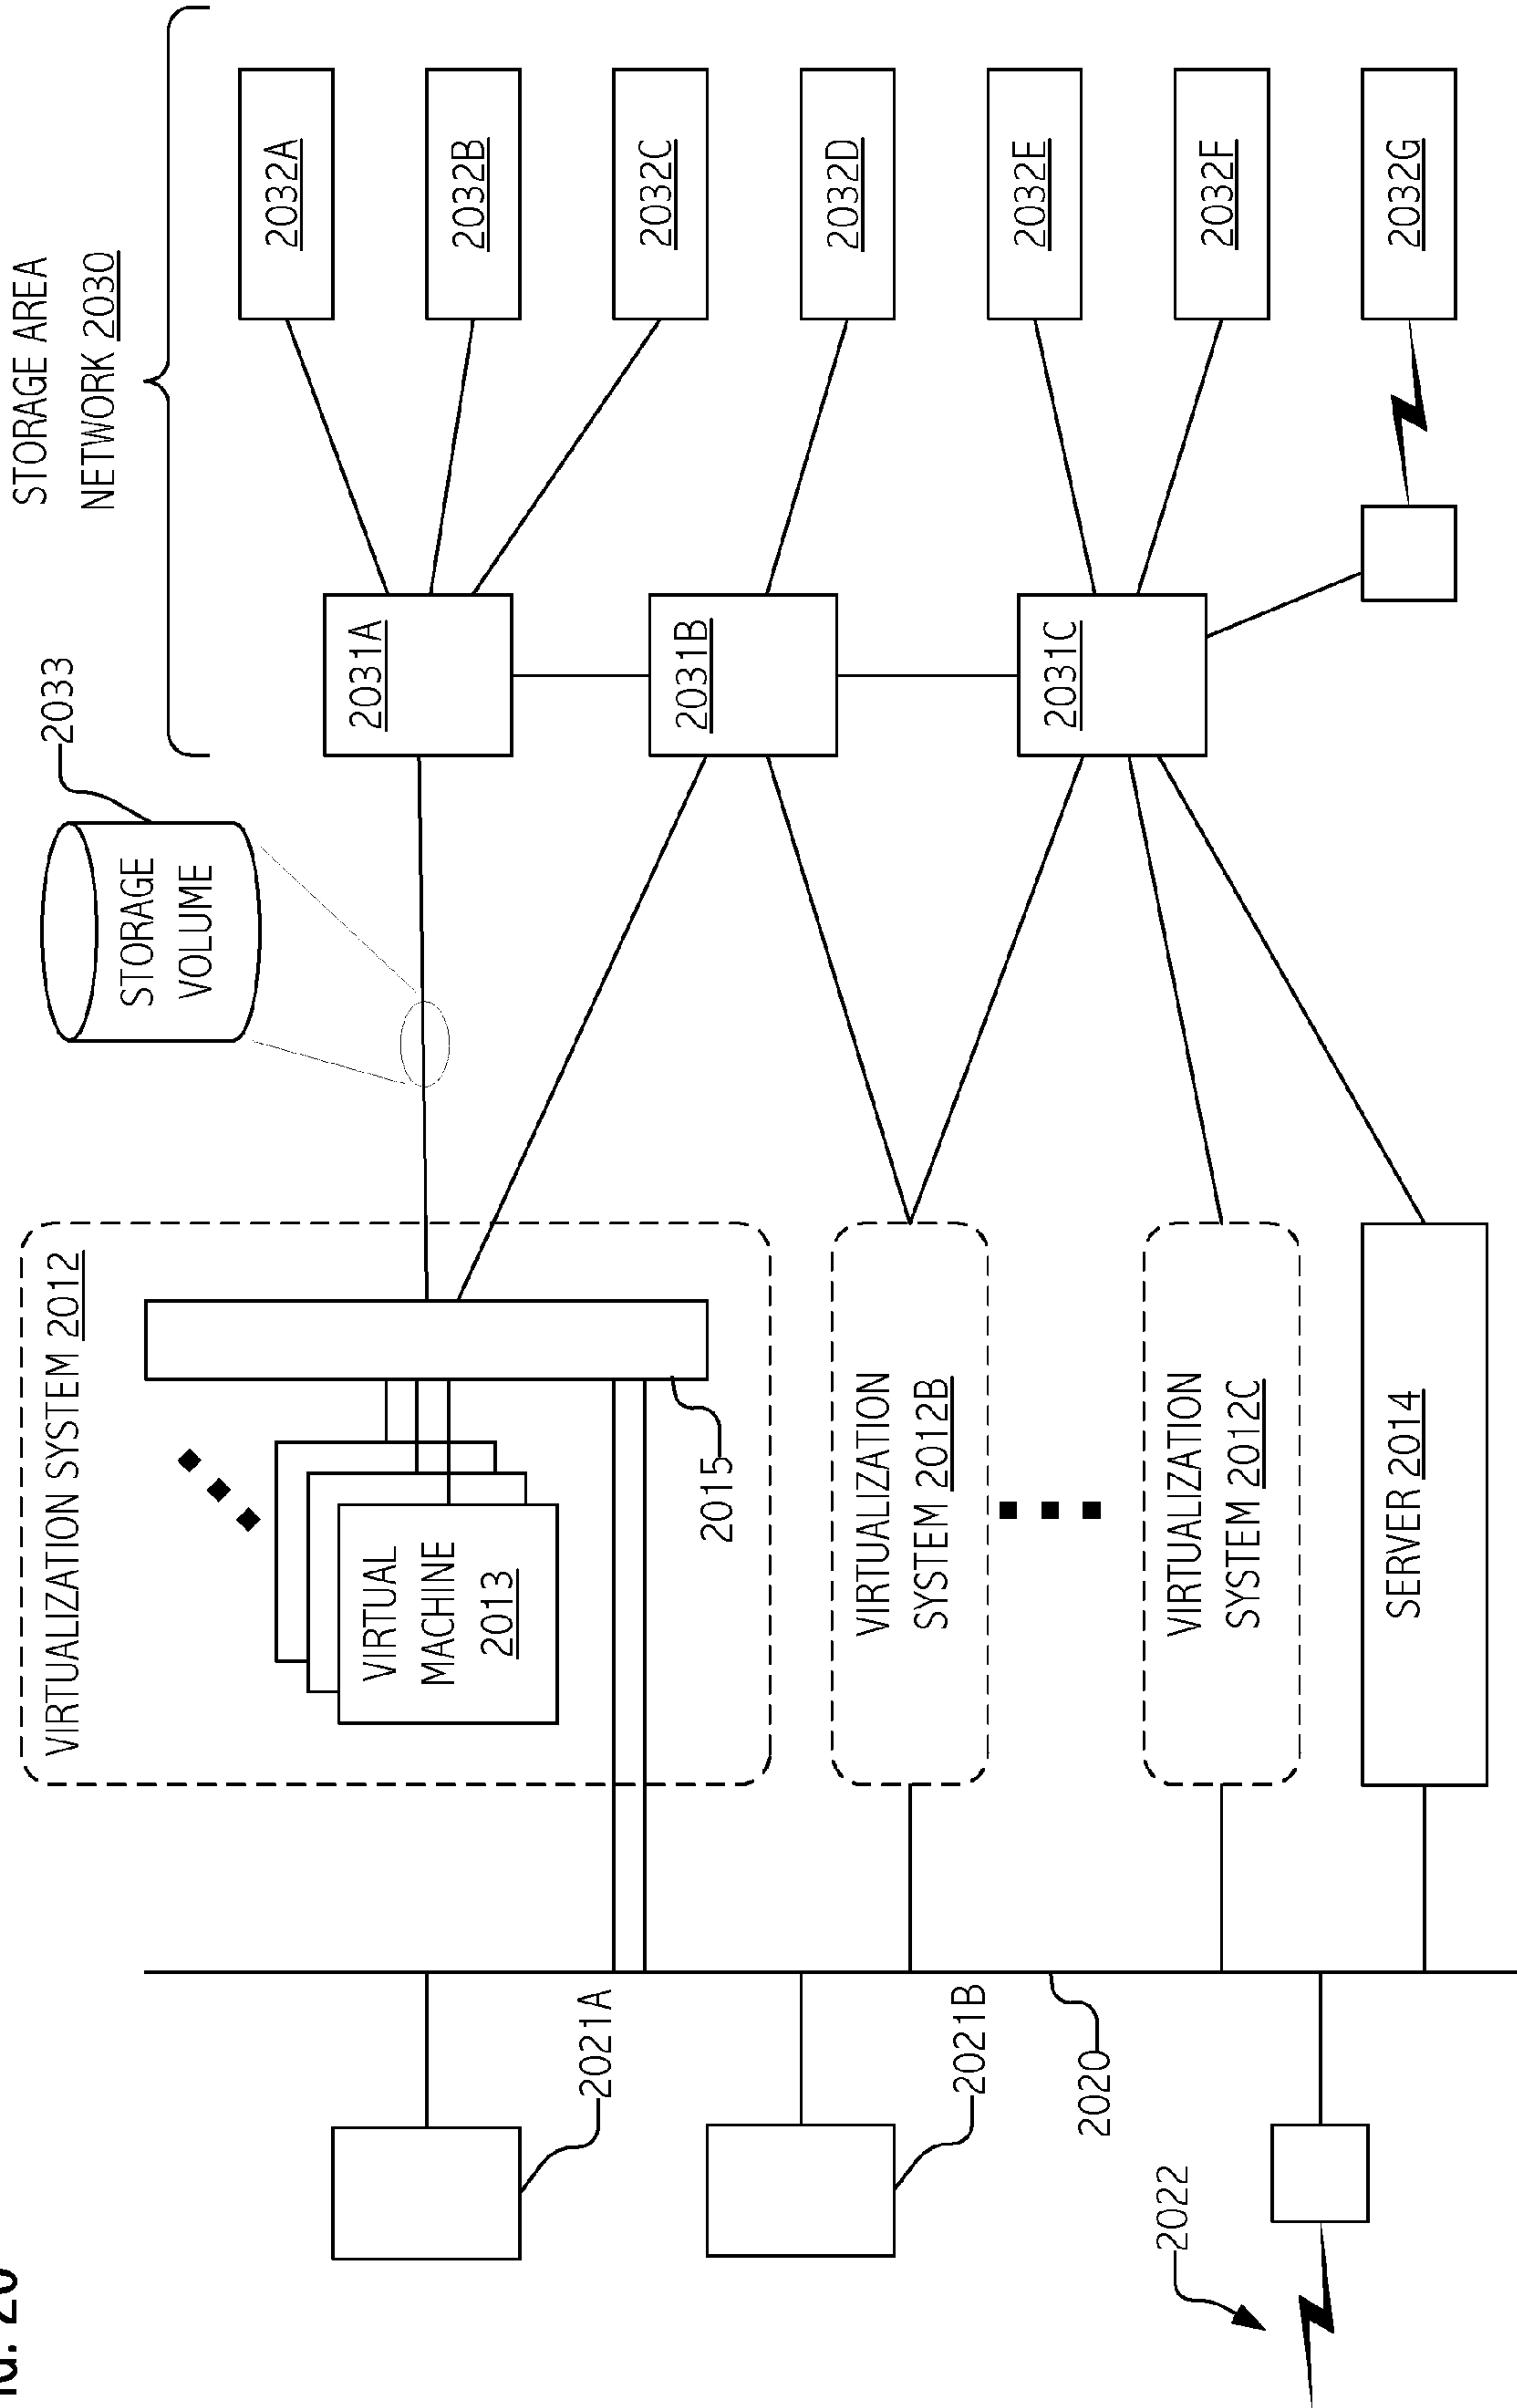 STORAGE AREA
NETWORK 2030
2033
STORAGE
VOLUME
2032A
2032B
2032C
2032D
2032E
2032F
2032G
2031A
2031B
2031C
VIRTUALIZATION SYSTEM 2012
VIRTUAL
MACHINE
2013
2015
VIRTUALIZATION
SYSTEM 2012B
VIRTUALIZATION
SYSTEM 2012C
SERVER 2014
2021A
2021B
2020
2022